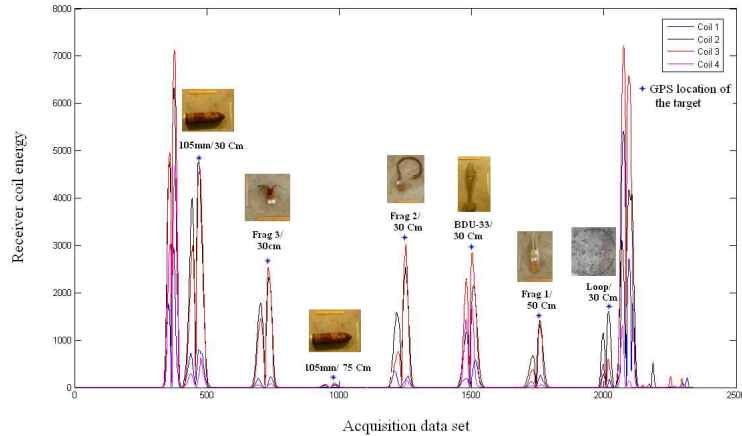 8000
7000
6000
5000
4000
3000
2000
1000
0
0
500
1000
1500
2000
2500
Receiver coil energy
Acquisition data set
Coil 1
Coil 2
Coil 3
Coil 4
GPS location of
the target
105mm/30 Cm
Frag 3/
30cm
105mm/ 75 Cm
Frag 2/
30 Cm
BDU-33/
30 Cm
Frag 1/
50 Cm
Loop/
30 Cm